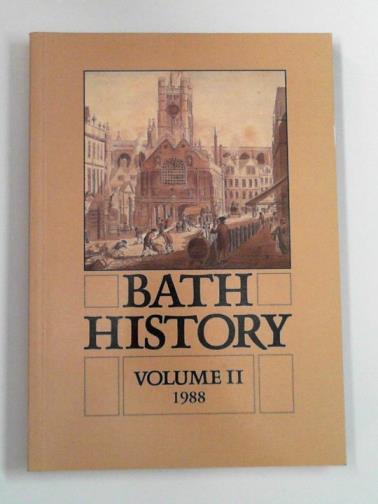 BATH
HISTORY
VOLUME II
1988